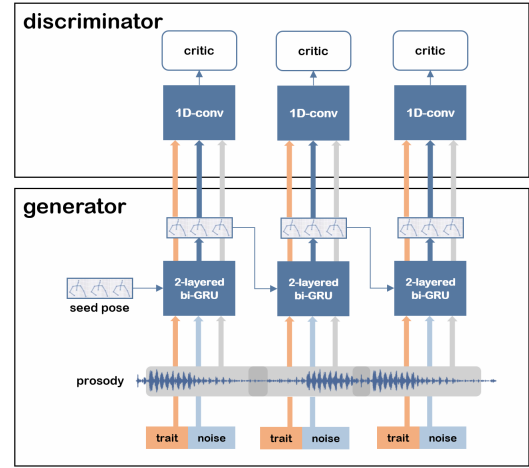 discriminator
critic critic critic
1D-conv 1D-conv 1D-conv
generator
2-layered 2-layered 2-layered
bi-GRU bi-GRU bi-GRU
seed pose
prosody
trait noise trait noise trait noise